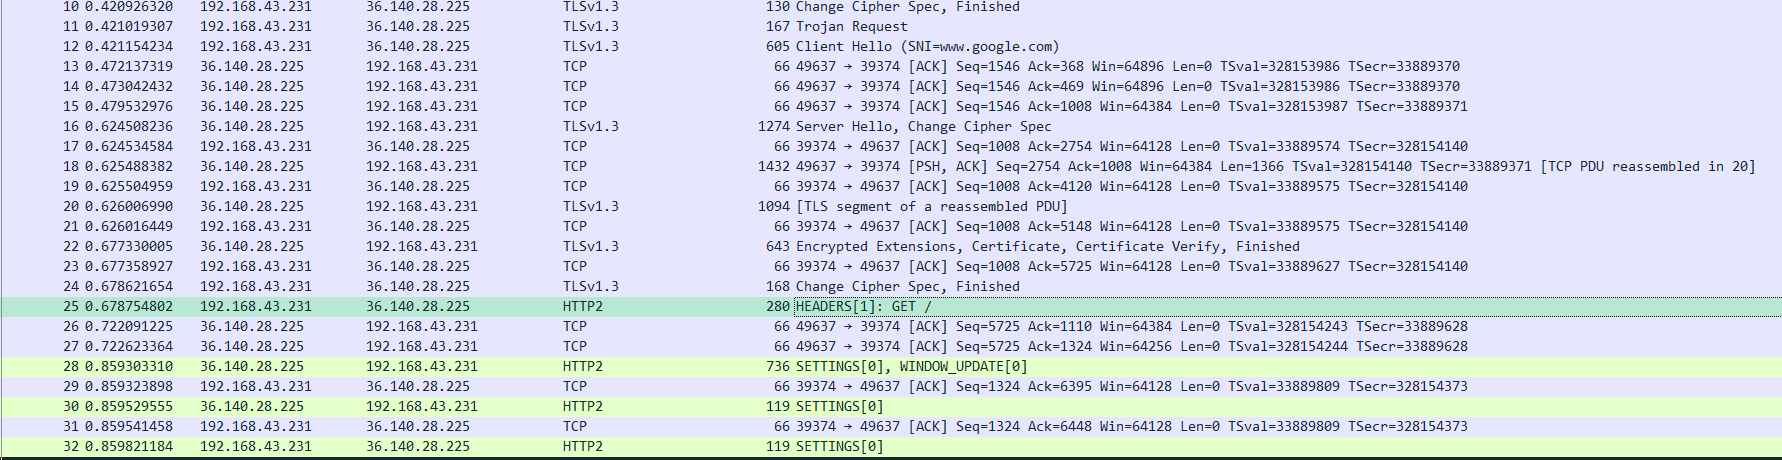 10 0.420926320 192.168.43.231 36.140.28.225 TLSv1.3 130 Change Cipher Spec, Finished
11 0.421019307 192.168.43.231 36.140.28.225 TLSv1.3 167 Trojan Request
12 0.421154234 192.168.43.231 36.140.28.225 TLSv1.3 605 Client Hello (SNI=www.google.com)
13 0.472137319 36.140.28.225 192.168.43.231 TCP 66 49637 → 39374 [ACK] Seq=1546 Ack=368 Win=64896 Len=0 TSval=328153986 TSecr=33889370
14 0.473042432 36.140.28.225 192.168.43.231 TCP 66 49637 → 39374 [ACK] Seq=1546 Ack=469 Win=64896 Len=0 TSval=328153986 TSecr=33889370
15 0.479532976 36.140.28.225 192.168.43.231 TCP 66 49637 → 39374 [ACK] Seq=1546 Ack=1008 Win=64384 Len=0 TSval=328153987 TSecr=33889371
16 0.624508236 36.140.28.225 192.168.43.231 TLSv1.3 1274 Server Hello, Change Cipher Spec
17 0.624534584 192.168.43.231 36.140.28.225 TCP 66 39374 → 49637 [ACK] Seq=1008 Ack=2754 Win=64128 Len=0 TSval=33889574 TSecr=328154140
18 0.625488382 36.140.28.225 192.168.43.231 TCP 1432 49637 → 39374 [PSH, ACK] Seq=2754 Ack=1008 Win=64384 Len=1366 TSval=328154140 TSecr=33889371 [TCP PDU reassembled in 20]
19 0.625504959 192.168.43.231 36.140.28.225 TCP 66 39374 → 49637 [ACK] Seq=1008 Ack=4120 Win=64128 Len=0 TSval=33889575 TSecr=328154140
20 0.626006990 36.140.28.225 192.168.43.231 TLSv1.3 1094 [TLS segment of a reassembled PDU]
21 0.626016449 192.168.43.231 36.140.28.225 TCP 66 39374 → 49637 [ACK] Seq=1008 Ack=5148 Win=64128 Len=0 TSval=33889575 TSecr=328154140
22 0.677330005 36.140.28.225 192.168.43.231 TLSv1.3 643 Encrypted Extensions, Certificate, Certificate Verify, Finished
23 0.677358927 192.168.43.231 36.140.28.225 TCP 66 39374 → 49637 [ACK] Seq=1008 Ack=5725 Win=64128 Len=0 TSval=33889627 TSecr=328154140
24 0.678621654 192.168.43.231 36.140.28.225 TLSv1.3 168 Change Cipher Spec, Finished
25 0.678754802 192.168.43.231 36.140.28.225 HTTP2 280 HEADERS[1]: GET /
26 0.722091225 36.140.28.225 192.168.43.231 TCP 66 49637 → 39374 [ACK] Seq=5725 Ack=1110 Win=64384 Len=0 TSval=328154243 TSecr=33889628
27 0.722623364 36.140.28.225 192.168.43.231 TCP 66 49637 → 39374 [ACK] Seq=5725 Ack=1324 Win=64256 Len=0 TSval=328154244 TSecr=33889628
28 0.859303310 36.140.28.225 192.168.43.231 HTTP2 736 SETTINGS[0], WINDOW_UPDATE[0]
29 0.859323898 192.168.43.231 36.140.28.225 TCP 66 39374 → 49637 [ACK] Seq=1324 Ack=6395 Win=64128 Len=0 TSval=33889809 TSecr=328154373
30 0.859529555 36.140.28.225 192.168.43.231 HTTP2 119 SETTINGS[0]
31 0.859541458 192.168.43.231 36.140.28.225 TCP 66 39374 → 49637 [ACK] Seq=1324 Ack=6448 Win=64128 Len=0 TSval=33889809 TSecr=328154373
32 0.859821184 192.168.43.231 36.140.28.225 HTTP2 119 SETTINGS[0]